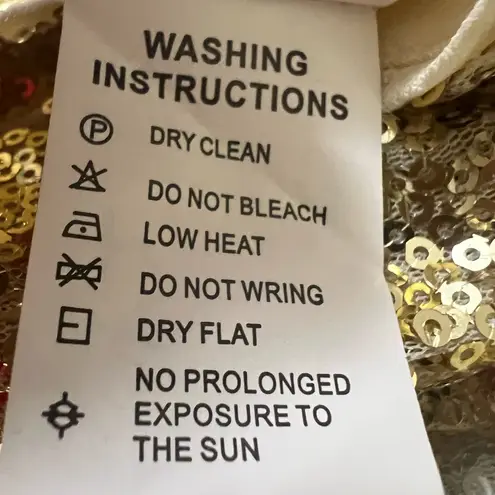 WASHING
INSTRUCTIONS
P DRY CLEAN
DO NOT BLEACH
LOW HEAT
DO NOT WRING
DRY FLAT
NO PROLONGED
EXPOSURE TO
THE SUN